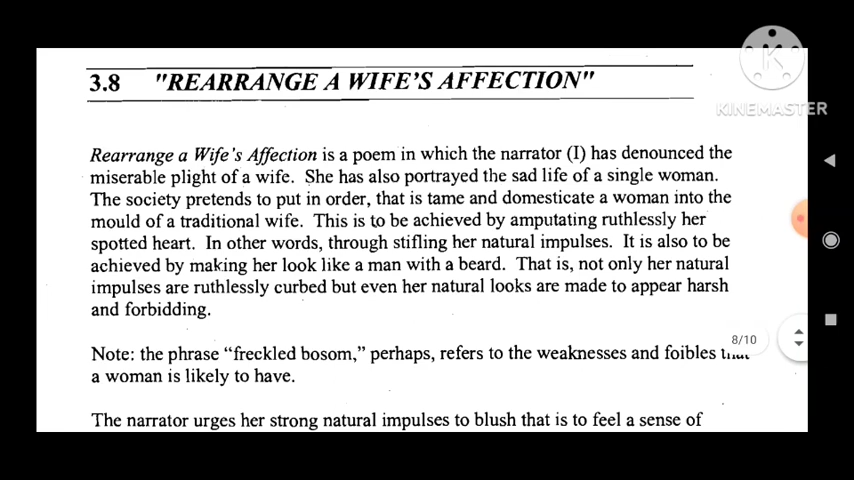 KINEMASTER
3.8 "REARRANGE A WIFE'S AFFECTION"
Rearrange a Wife's Affection is a poem in which the narrator (I) has denounced the
miserable plight of a wife. She has also portrayed the sad life of a single woman.
The society pretends to put in order, that is tame and domesticate a woman into the
mould of a traditional wife. This is to be achieved by amputating ruthlessly her
spotted heart. In other words, through stifling her natural impulses. It is also to be
achieved by making her look like a man with a beard. That is, not only her natural
impulses are ruthlessly curbed but even her natural looks are made to appear harsh
and forbidding.
8/10
Note: the phrase "freckled bosom," perhaps, refers to the weaknesses and foibles that
a woman is likely to have.
The narrator urges her strong natural impulses to blush that is to feel a sense of